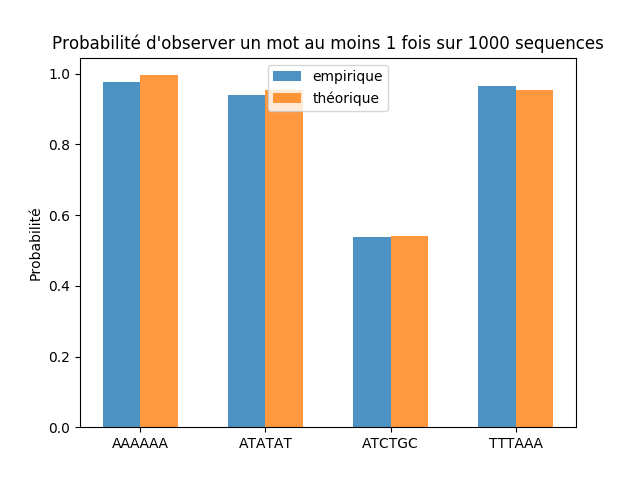 Probabilité d'observer un mot au moins 1 fois sur 1000 sequences
empirique
théorique
1.0
0.8
0.6
0.4
0.2
0.0
Probabilité
AAAAAA ATATAT ATCTGC TTTAAA